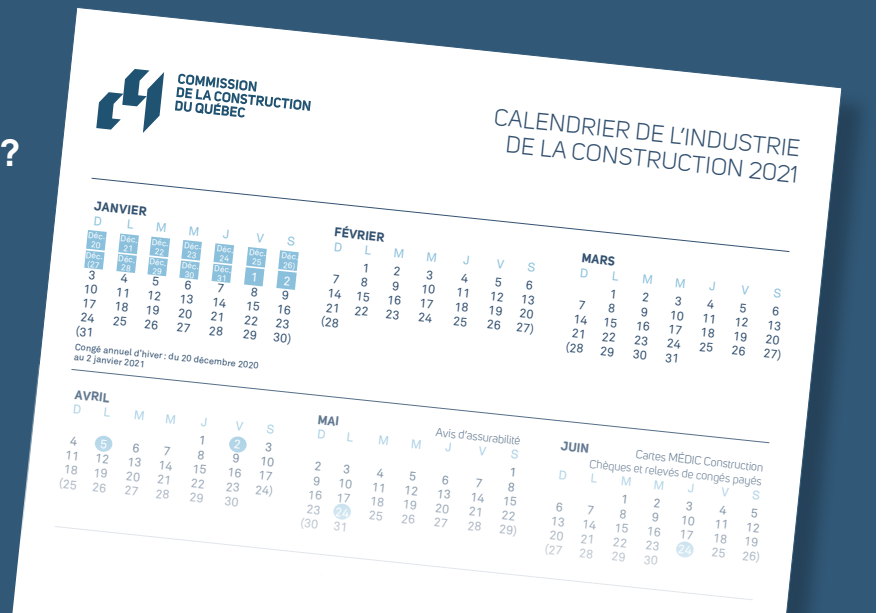 ?
COMMISSION
DE LA CONSTRUCTION
DU QUÉBEC
CALENDRIER DE L'INDUSTRIE
DE LA CONSTRUCTION 2021
JANVIER
D L M M J V S
Déc. 20 Déc. 21 Déc. 22 Déc. 23 Déc. 24 Déc. 25 Déc. 26)
Déc. (27 Déc. 28 Déc. 29 Déc. 30 Déc. 31 1 2
3 4 5 6 7 8 9
10 11 12 13 14 15 16
17 18 19 20 21 22 23
24 25 26 27 28 29 30)
(31
Congé annuel d'hiver : du 20 décembre 2020
au 2 janvier 2021
FÉVRIER
D L M M J V S
1 2 3 4 5 6
7 8 9 10 11 12 13
14 15 16 17 18 19 20
21 22 23 24 25 26 27)
(28
MARS
D L M M J V S
1 2 3 4 5 6
7 8 9 10 11 12 13
14 15 16 17 18 19 20
21 22 23 24 25 26 27)
(28 29 30 31
AVRIL
D L M M J V S
1 2 3
4 5 6 7 8 9 10
11 12 13 14 15 16 17
18 19 20 21 22 23 24)
(25 26 27 28 29 30
MAI
Avis d'assurabilité
D L M M J V S
1
2 3 4 5 6 7 8
9 10 11 12 13 14 15
16 17 18 19 20 21 22
23 24 25 26 27 28 29)
(30 31
JUIN
Cartes MÉDIC Construction
Chèques et relevés de congés payés
D L M M J V S
1 2 3 4 5
6 7 8 9 10 11 12
13 14 15 16 17 18 19
20 21 22 23 24 25 26)
(27 28 29 30